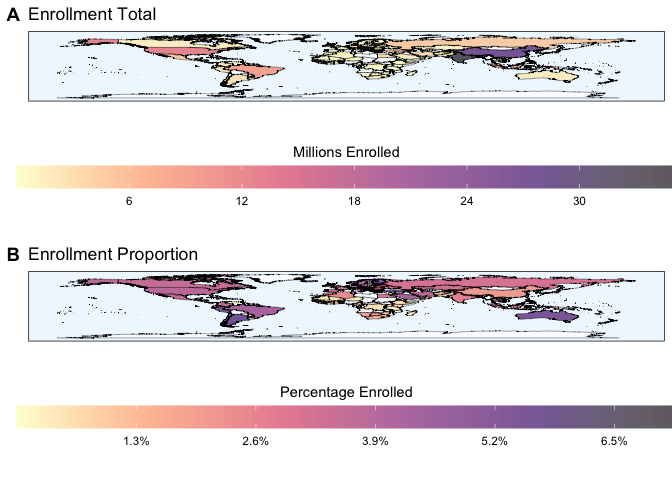 A Enrollment Total
Millions Enrolled
6 12 18 24 30
B Enrollment Proportion
Percentage Enrolled
1.3% 2.6% 3.9% 5.2% 6.5%